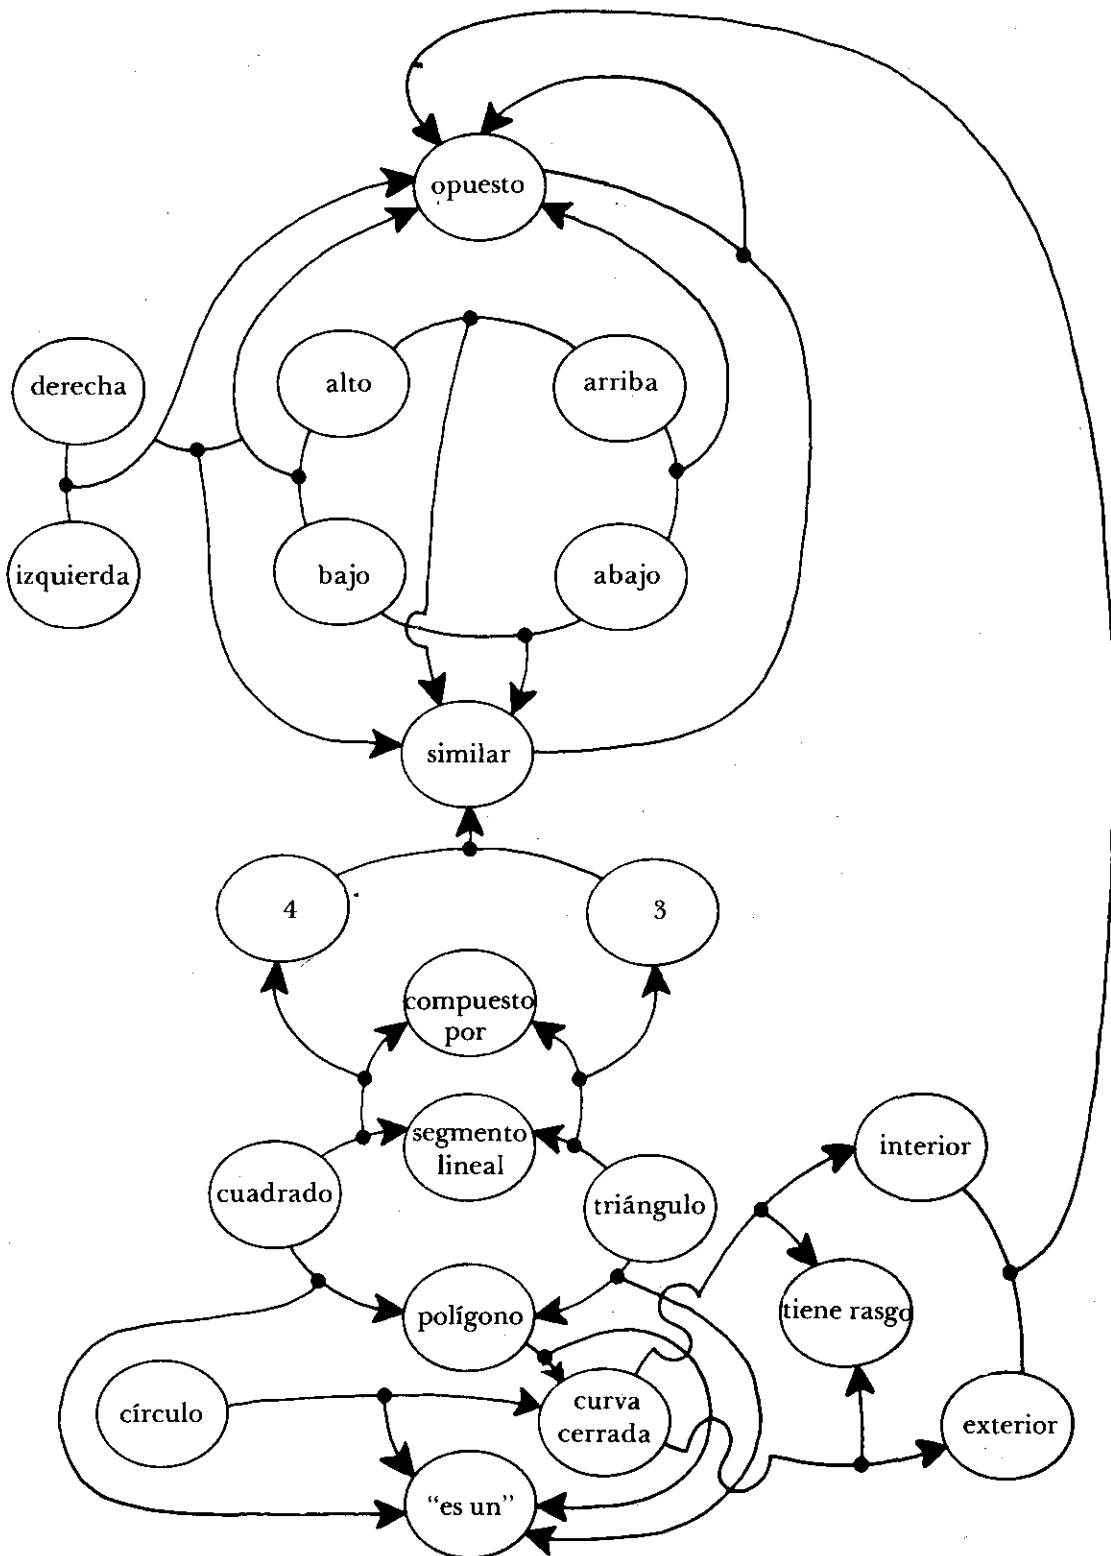 opuesto
derecha
alto
arriba
izquierda
bajo
abajo
similar
4
3
compuesto
por
segmento
lineal
interior
cuadrado
triángulo
polígono
tiene rasgo
círculo
curva
cerrada
exterior
“es un”